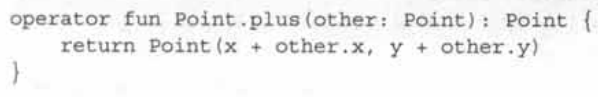 operator fun Point.plus(other: Point): Point {
    return Point(x + other.x, y + other.y)
}